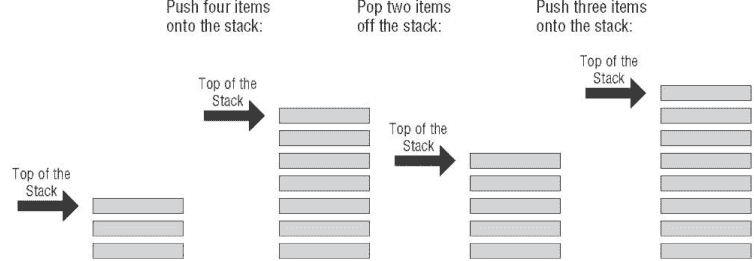 Push four items
onto the stack:
Pop two items
off the stack:
Push three items
onto the stack:
Top of the
Stack
Top of the
Stack
Top of the
Stack
Top of the
Stack